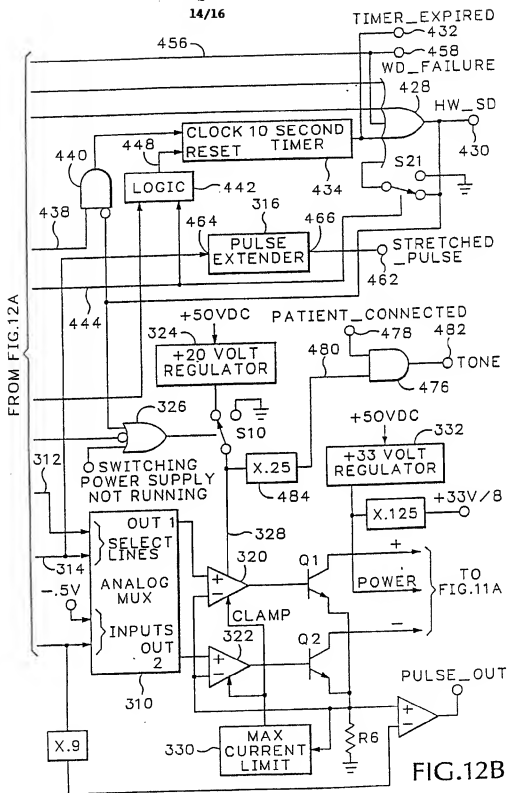 14/16
TIMER_EXPIRED
432
456
458
WD_FAILURE
428
HW_SD
430
448
440
CLOCK 10 SECOND
RESET TIMER
434
S21
LOGIC
442
438
316
464
466
PULSE
EXTENDER
STRETCHED
_PULSE
462
444
+50VDC
PATIENT_CONNECTED
478
482
324
+20 VOLT
REGULATOR
480
TONE
476
FROM FIG.12A
326
S10
+50VDC
332
+33 VOLT
REGULATOR
SWITCHING
POWER SUPPLY
NOT RUNNING
X.25
484
312
328
X.125
+33V/8
OUT 1
SELECT
LINES
314
320
Q1
+
ANALOG
MUX
-.5V
+
−
CLAMP
POWER
TO
FIG.11A
INPUTS
OUT
2
322
Q2
−
+
−
310
PULSE_OUT
X.9
330
MAX
CURRENT
LIMIT
R6
+
−
FIG.12B